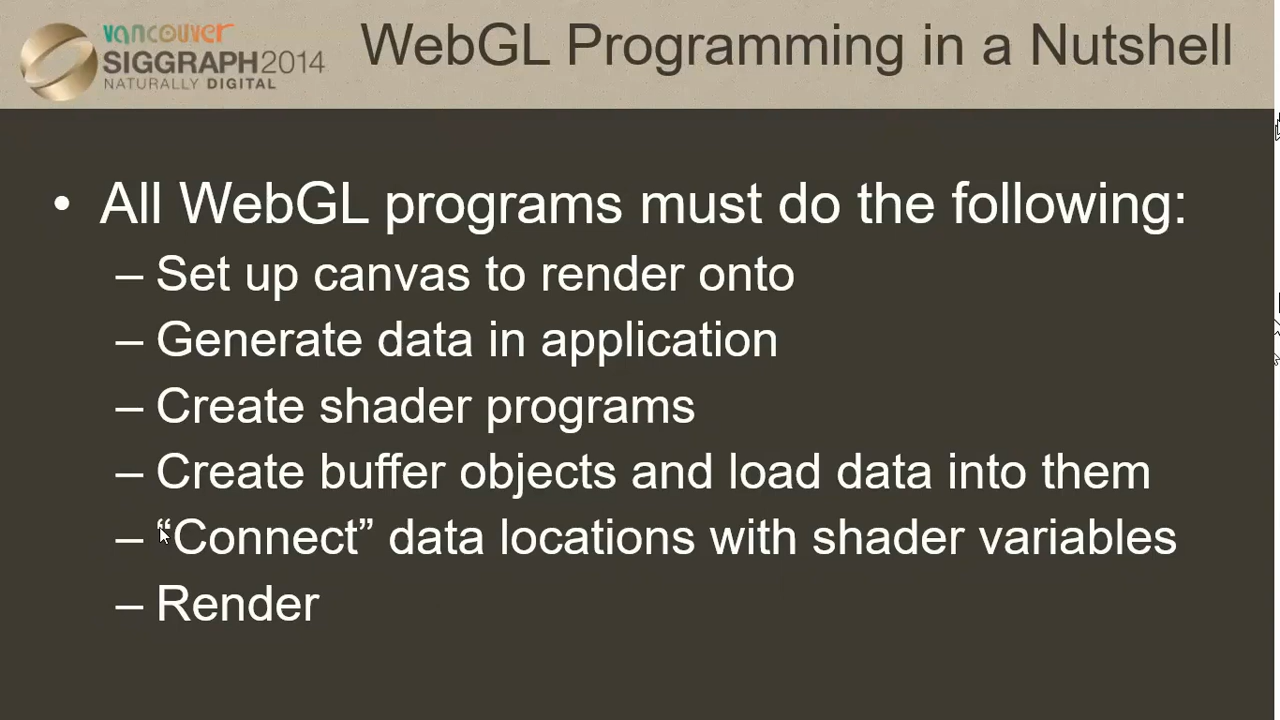 vancouver
SIGGRAPH2014
NATURALLY DIGITAL
WebGL Programming in a Nutshell
• All WebGL programs must do the following:
– Set up canvas to render onto
– Generate data in application
– Create shader programs
– Create buffer objects and load data into them
– “Connect” data locations with shader variables
– Render